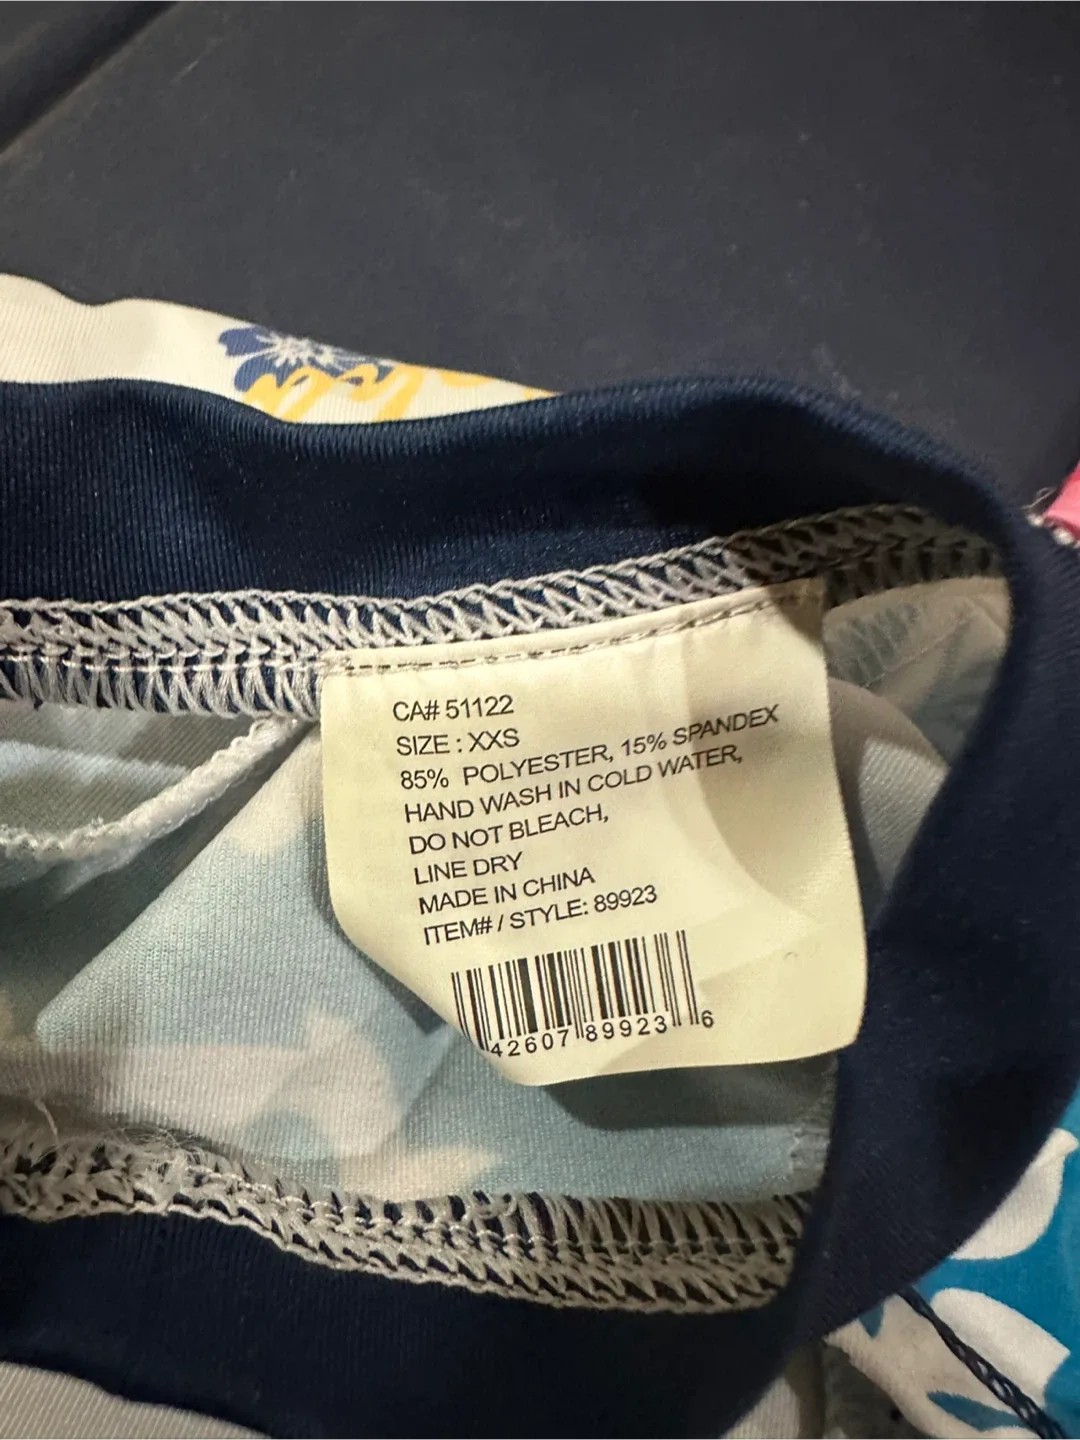 CA# 51122
SIZE : XXS
85% POLYESTER, 15% SPANDEX
HAND WASH IN COLD WATER,
DO NOT BLEACH,
LINE DRY
MADE IN CHINA
ITEM# / STYLE: 89923
42607 89923 6